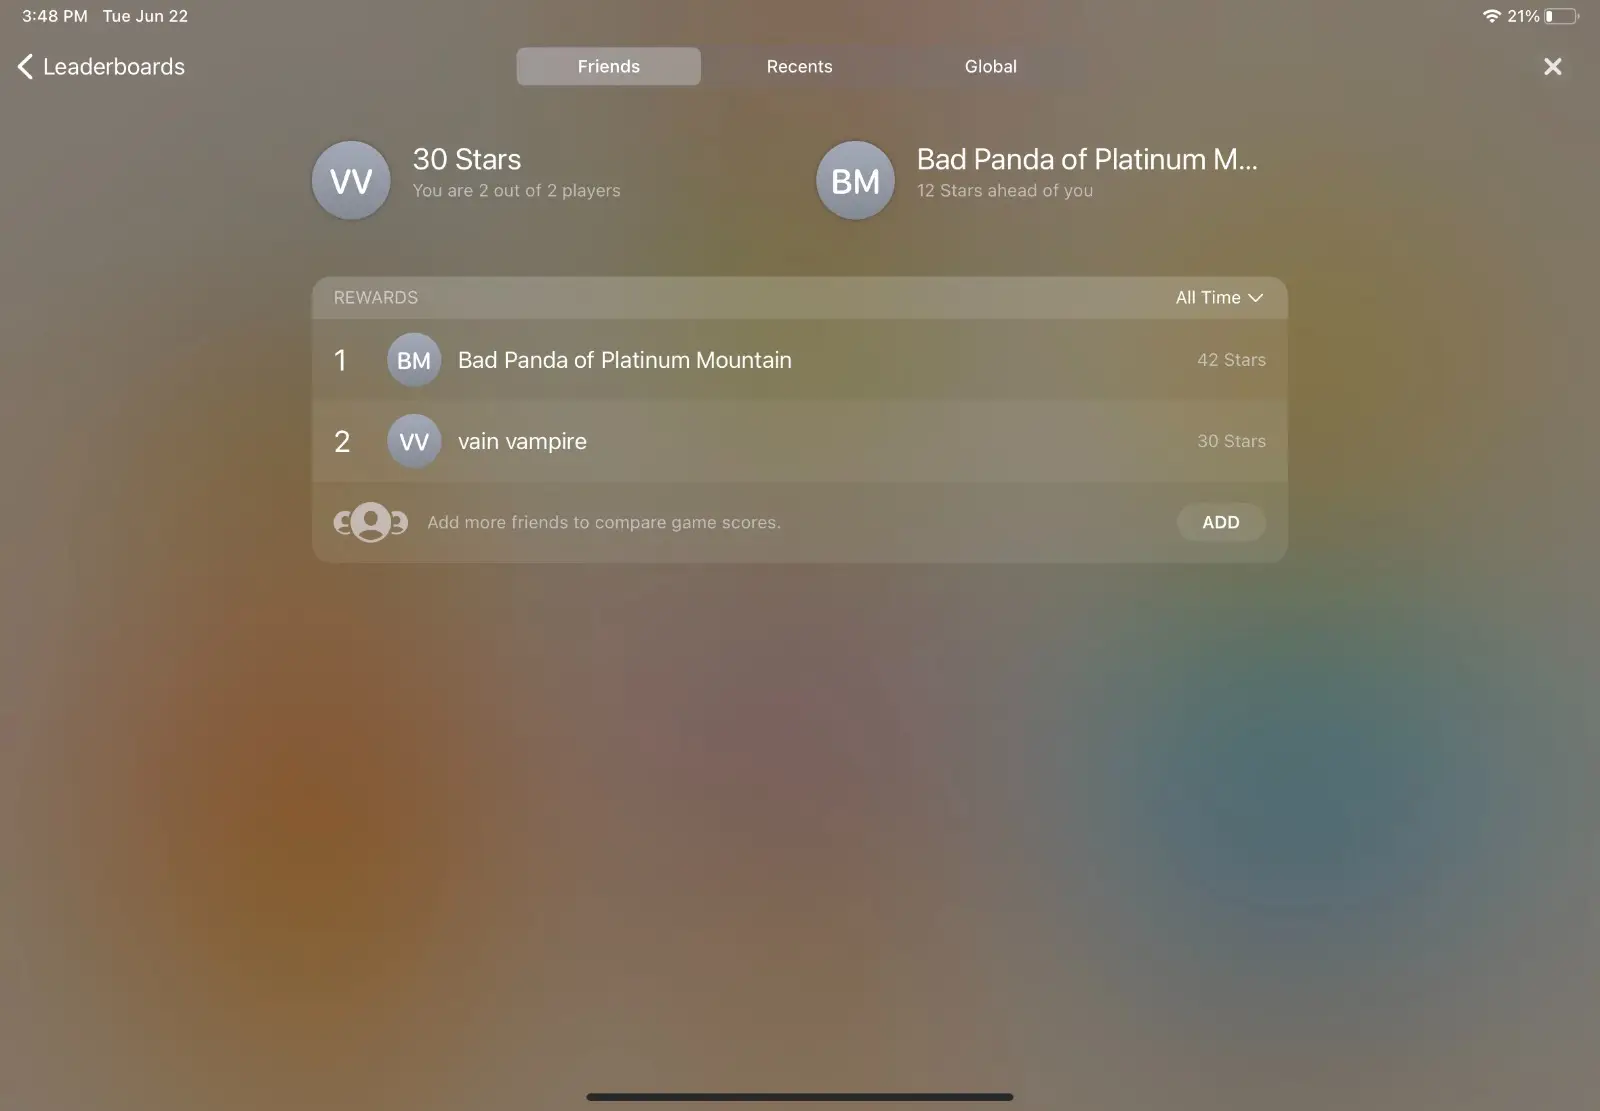 3:48 PM Tue Jun 22
21%
Leaderboards
Friends
Recents
Global
VV
30 Stars
You are 2 out of 2 players
BM
Bad Panda of Platinum M...
12 Stars ahead of you
REWARDS
All Time
1 BM Bad Panda of Platinum Mountain 42 Stars
2 VV vain vampire 30 Stars
Add more friends to compare game scores.
ADD